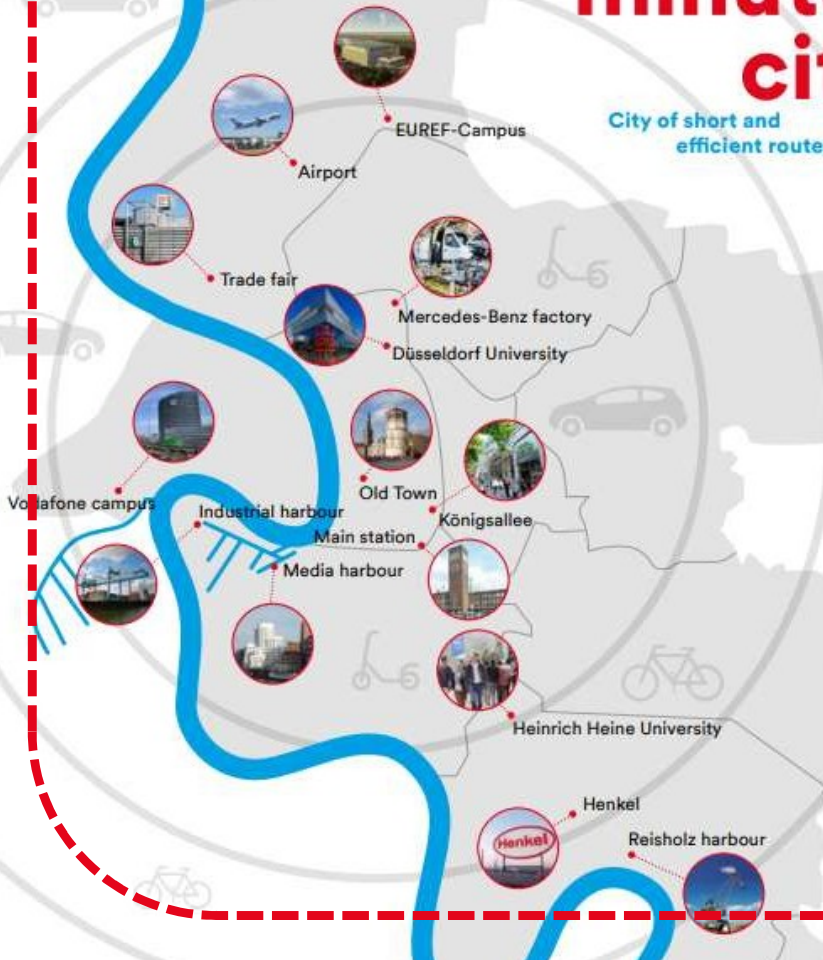 City of short and
EUREF-Campus
Airport
Trade fair
Mercedes-Benz factory
Düsseldorf University
Old Town
Königsallee
Vodafone campus
Industrial harbour
Main station
Media harbour
Heinrich Heine University
Henkel
Henkel
Reisholz harbour
efficient route